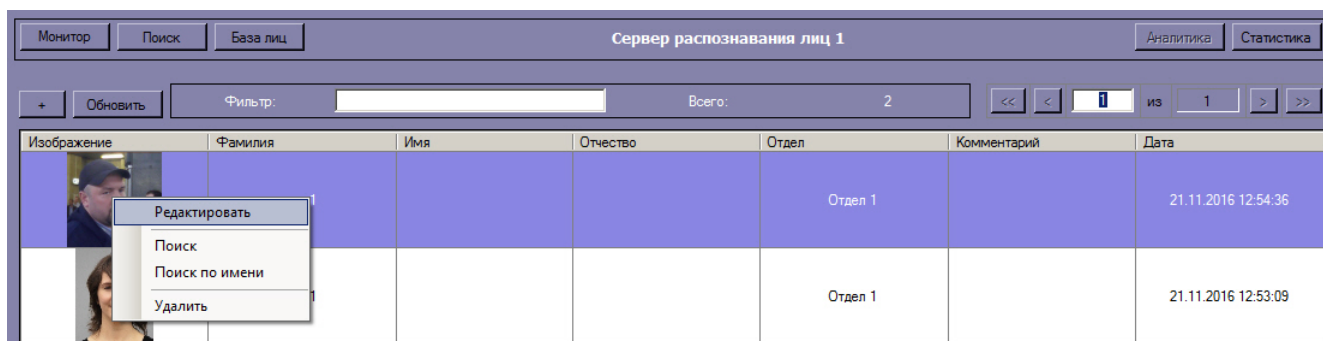 Монитор Поиск База лиц Сервер распознавания лиц 1 Аналитика Статистика
+ Обновить Фильтр: Всего: 2 << < 1 из 1 > >>
Изображение Фамилия Имя Отчество Отдел Комментарий Дата
1 Отдел 1 21.11.2016 12:54:36
Редактировать
Поиск
Поиск по имени
Удалить
1 Отдел 1 21.11.2016 12:53:09